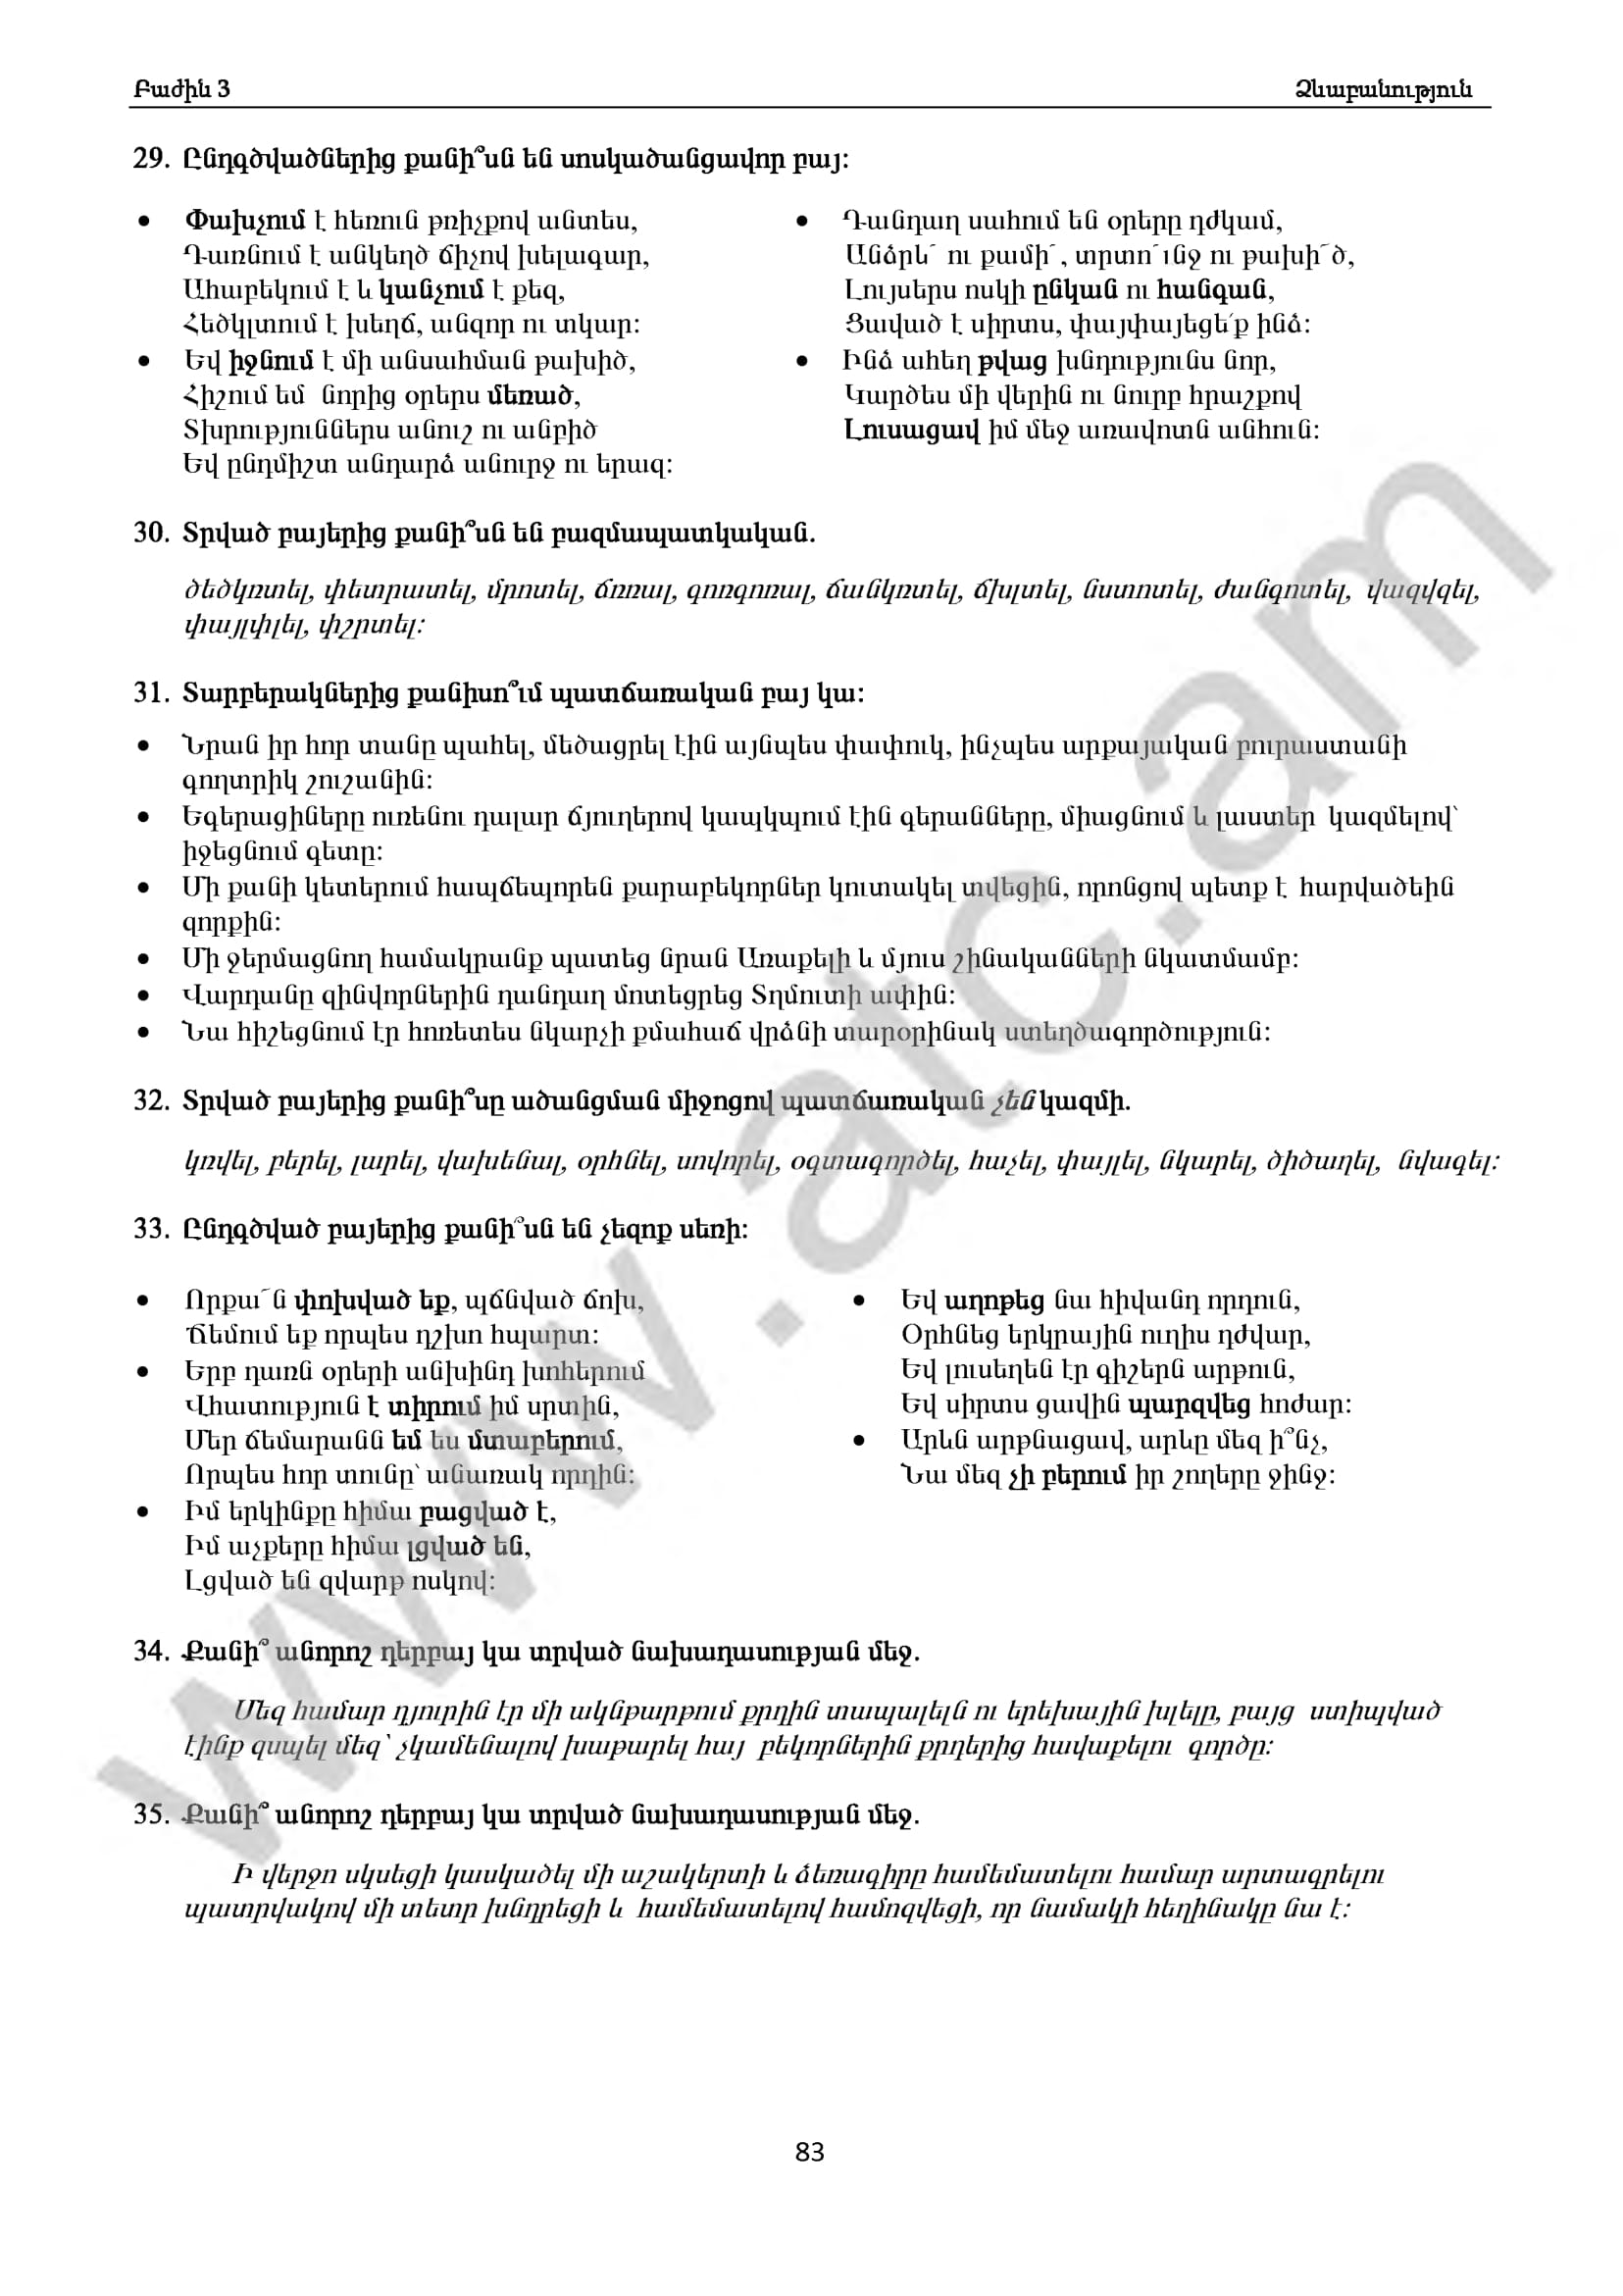 Բաժին 3 Ձևաբանություն
29. Ընդգծվածներից քանի՞սն են սոսկածանցավոր բայ:
● Փախչում է հեռուն թռիչքով անտես,
Դառնում է անկեղծ ճիչով խելագար,
Ահաբեկում է և կանչում է քեզ,
Հեծկլտում է խեղճ, անզոր ու տկար:
● Եվ իջնում է մի անսահման թախիծ,
Հիշում եմ նորից օրերս մեռած,
Տխրություններս անուշ ու անբիծ
Եվ ընդմիշտ անդարձ անուրջ ու երազ:
● Դանդաղ սահում են օրերը դժկամ,
Անձրև՜ ու քամի՜, տրտո՜ւնջ ու թախի՜ծ,
Լույսերս ոսկի ընկան ու հանգան,
Ցաված է սիրտս, փայփայեցե՛ք ինձ:
● Ինձ ահեղ թվաց խնդությունս նոր,
Կարծես մի վերին ու նուրբ հրաշքով
Լուսացավ իմ մեջ առավոտն անհուն:
30. Տրված բայերից քանի՞սն են բազմապատկական.
ծեծկռտել, փետրատել, մրոտել, ճռռալ, գոռգոռալ, ճանկռտել, ճխլտել, նստոտել, ժանգոտել, վազվզել,
փայլփլել, փշրտել:
31. Տարբերակներից քանիսո՞ւմ պատճառական բայ կա:
● Նրան իր հոր տանը պահել, մեծացրել էին այնպես փափուկ, ինչպես արքայական բուրաստանի
գողտրիկ շուշանին:
● Եգերացիները ուռենու դալար ճյուղերով կապկպում էին գերանները, միացնում և լաստեր կազմելով՝
իջեցնում գետը:
● Մի քանի կետերում հապճեպորեն քարաբեկորներ կուտակել տվեցին, որոնցով պետք է հարվածեին
զորքին:
● Մի ջերմացնող համակրանք պատեց նրան Առաքելի և մյուս շինականների նկատմամբ:
● Վարդանը զինվորներին դանդաղ մոտեցրեց Տղմուտի ափին:
● Նա հիշեցնում էր հոռետես նկարչի քմահաճ վրձնի տարօրինակ ստեղծագործություն:
32. Տրված բայերից քանի՞սը ածանցման միջոցով պատճառական չեն կազմի.
կռվել, բերել, լարել, վախենալ, օրհնել, սովորել, օգտագործել, հաչել, փայլել, նկարել, ծիծաղել, նվագել:
33. Ընդգծված բայերից քանի՞սն են չեզոք սեռի:
● Որքա՜ն փոխված եք, պճնված ճոխ,
Ճեմում եք որպես դշխո հպարտ:
● Երբ դառն օրերի անխինդ խոհերում
Վհատություն է տիրում իմ սրտին,
Մեր ճեմարանն եմ ես մտաբերում,
Որպես հոր տունը՝ անառակ որդին:
● Իմ երկինքը հիմա բացված է,
Իմ աչքերը հիմա լցված են,
Լցված են զվարթ ոսկով:
● Եվ աղոթեց նա հիվանդ որդուն,
Օրհնեց երկրային ուղիս դժվար,
Եվ լուսեղեն էր գիշերն արթուն,
Եվ սիրտս ցավին պարզվեց հոժար:
● Արևն արթնացավ, արևը մեզ ի՞նչ,
Նա մեզ չի բերում իր շողերը ջինջ:
34. Քանի՞ անորոշ դերբայ կա տրված նախադասության մեջ.
Մեզ համար դյուրին էր մի ակնթարթում քրդին տապալելն ու երեխային խլելը, բայց ստիպված
էինք զսպել մեզ՝ չկամենալով խաթարել հայ բեկորներին քրդերից հավաքելու գործը:
35. Քանի՞ անորոշ դերբայ կա տրված նախադասության մեջ.
Ի վերջո սկսեցի կասկածել մի աշակերտի և ձեռագիրը համեմատելու համար արտագրելու
պատրվակով մի տետր խնդրեցի և համեմատելով համոզվեցի, որ նամակի հեղինակը նա է:
83
www.atc.am